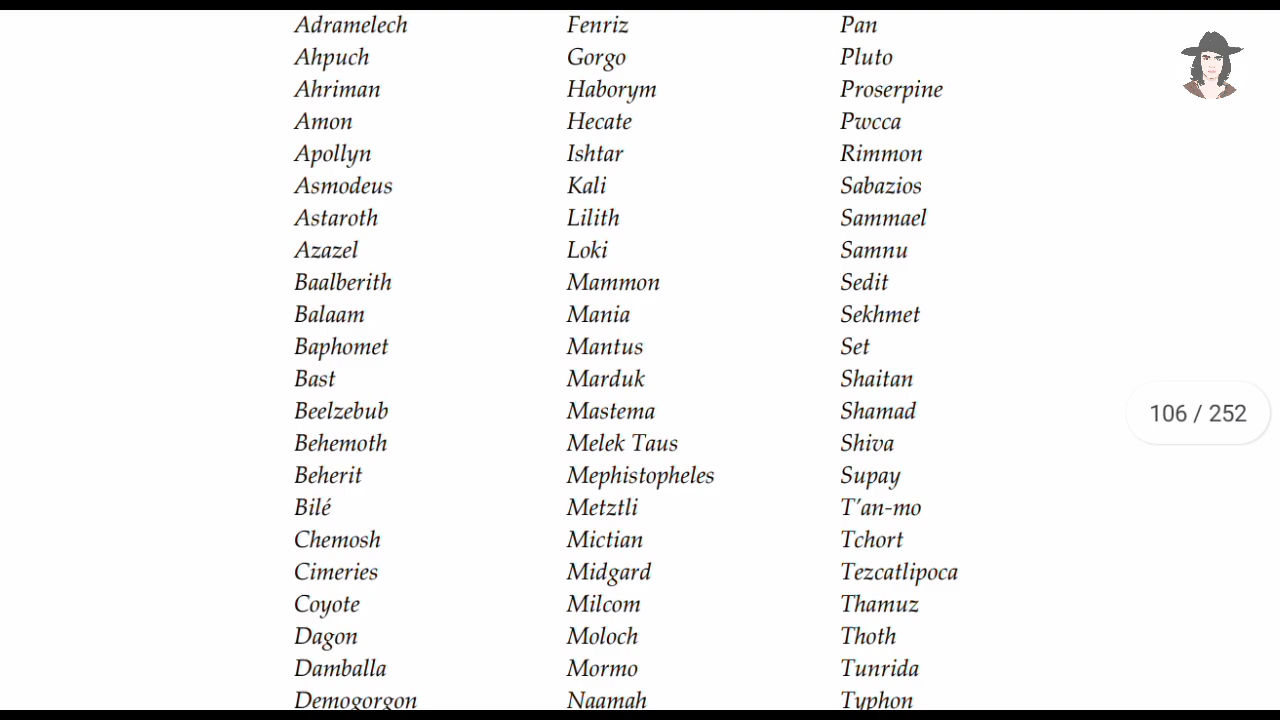 Adramelech Fenriz Pan
Ahpuch Gorgo Pluto
Ahriman Haborym Proserpine
Amon Hecate Pwcca
Apollyn Ishtar Rimmon
Asmodeus Kali Sabazios
Astaroth Lilith Sammael
Azazel Loki Samnu
Baalberith Mammon Sedit
Balaam Mania Sekhmet
Baphomet Mantus Set
Bast Marduk Shaitan
Beelzebub Mastema Shamad
Behemoth Melek Taus Shiva
Beherit Mephistopheles Supay
Bilé Metztli T’an-mo
Chemosh Mictian Tchort
Cimeries Midgard Tezcatlipoca
Coyote Milcom Thamuz
Dagon Moloch Thoth
Damballa Mormo Tunrida
Demogorgon Naamah Typhon
106 / 252